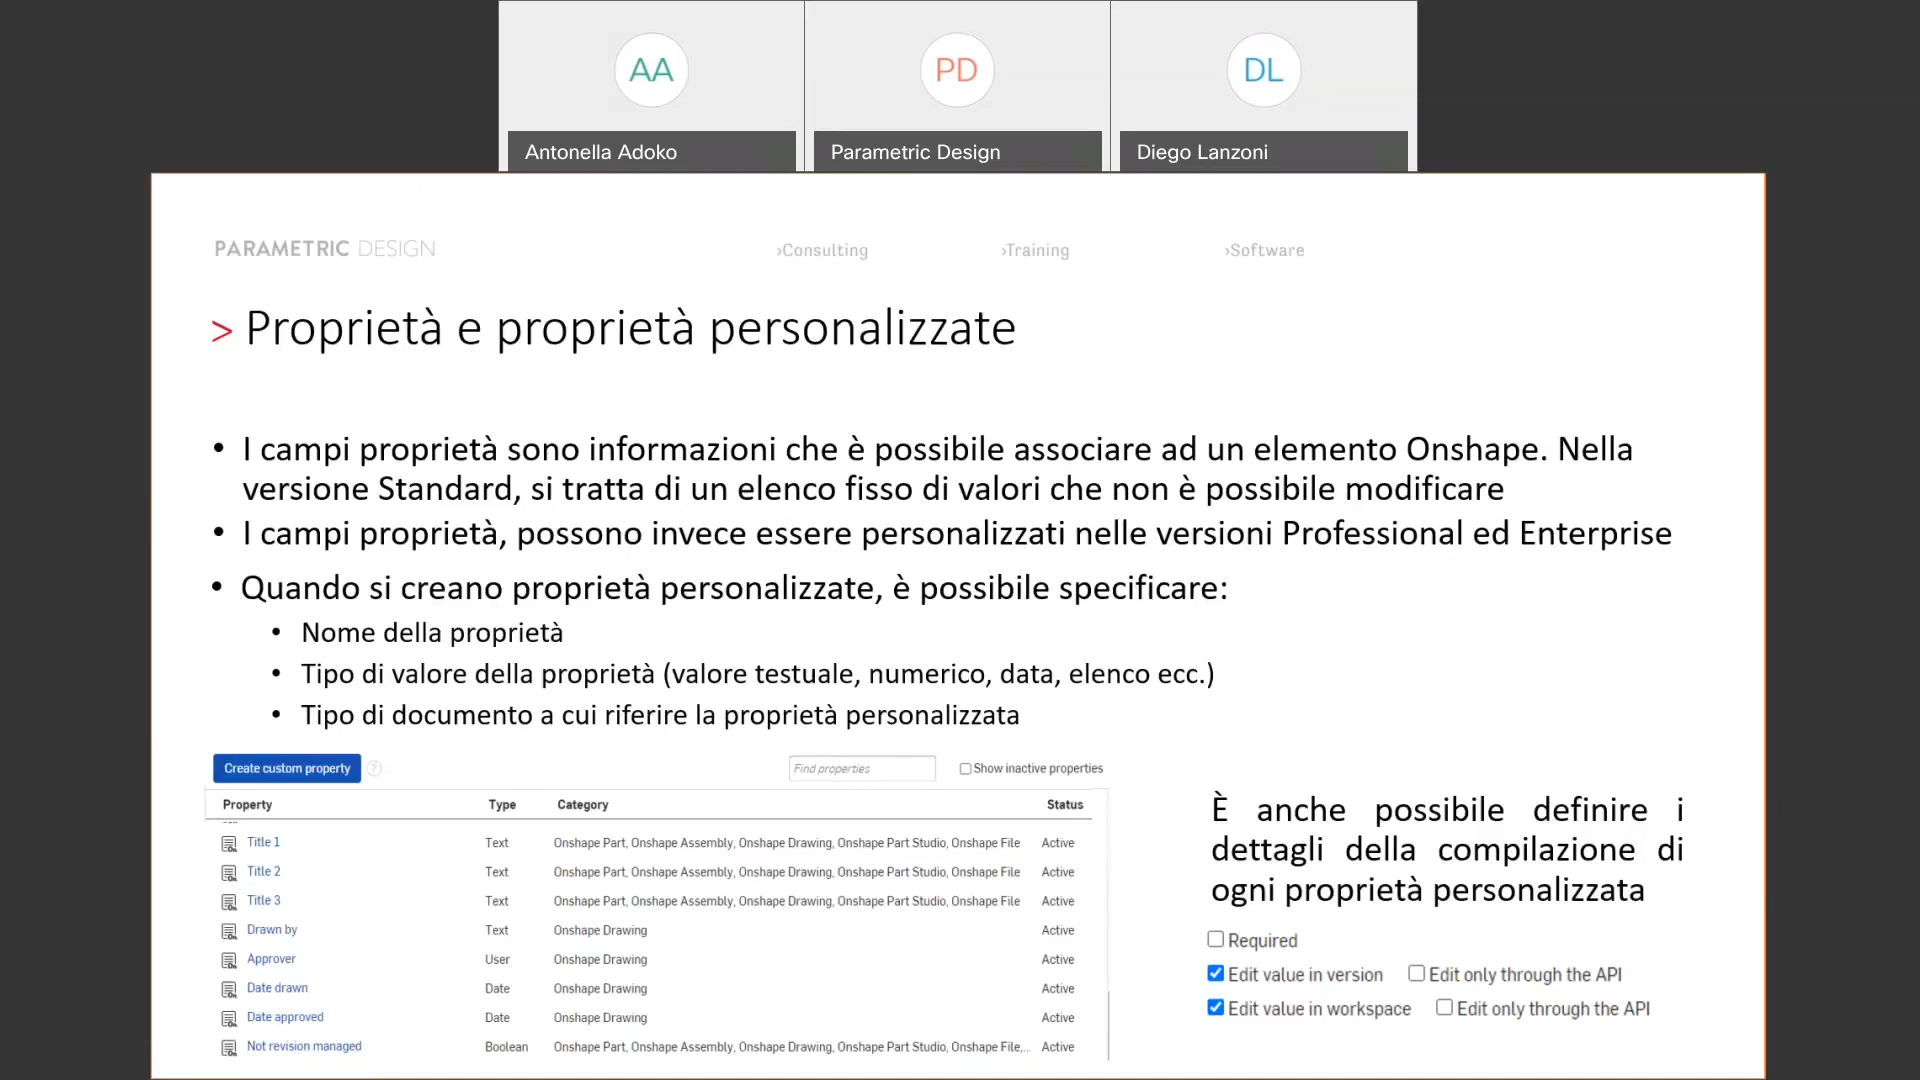 AA
PD
DL
Antonella Adoko
Parametric Design
Diego Lanzoni
PARAMETRIC DESIGN
›Consulting
›Training
›Software
> Proprietà e proprietà personalizzate
• I campi proprietà sono informazioni che è possibile associare ad un elemento Onshape. Nella
versione Standard, si tratta di un elenco fisso di valori che non è possibile modificare
• I campi proprietà, possono invece essere personalizzati nelle versioni Professional ed Enterprise
• Quando si creano proprietà personalizzate, è possibile specificare:
• Nome della proprietà
• Tipo di valore della proprietà (valore testuale, numerico, data, elenco ecc.)
• Tipo di documento a cui riferire la proprietà personalizzata
Create custom property ?
Find properties
Show inactive properties
Property Type Category Status
Title 1 Text Onshape Part, Onshape Assembly, Onshape Drawing, Onshape Part Studio, Onshape File Active
Title 2 Text Onshape Part, Onshape Assembly, Onshape Drawing, Onshape Part Studio, Onshape File Active
Title 3 Text Onshape Part, Onshape Assembly, Onshape Drawing, Onshape Part Studio, Onshape File Active
Drawn by Text Onshape Drawing Active
Approver User Onshape Drawing Active
Date drawn Date Onshape Drawing Active
Date approved Date Onshape Drawing Active
Not revision managed Boolean Onshape Part, Onshape Assembly, Onshape Drawing, Onshape Part Studio, Onshape File,... Active
È anche possibile definire i
dettagli della compilazione di
ogni proprietà personalizzata
Required
Edit value in version Edit only through the API
Edit value in workspace Edit only through the API